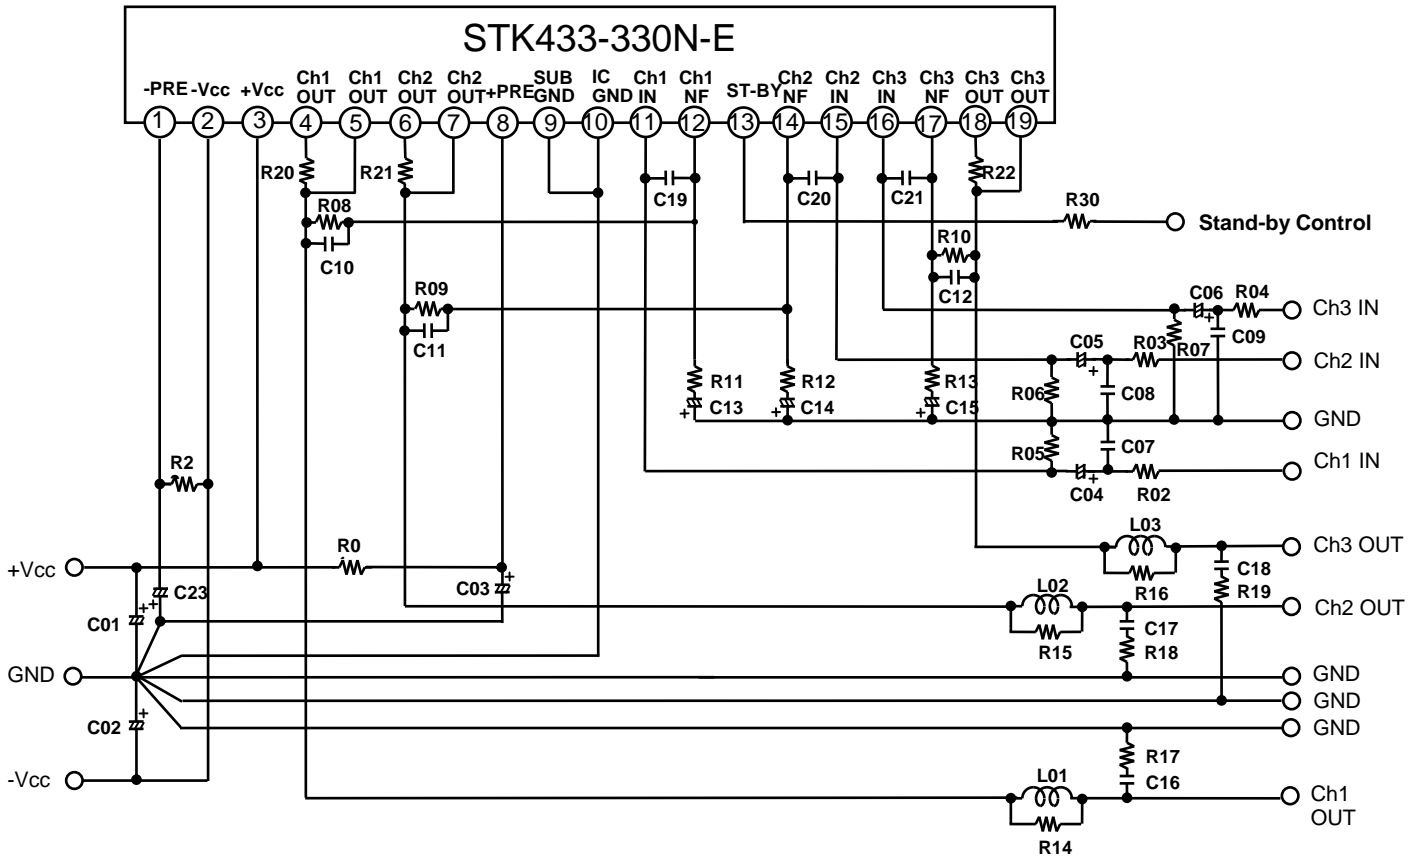 STK433-330N-E
-PRE -Vcc +Vcc Ch1 OUT Ch1 OUT Ch2 OUT Ch2 OUT +PRE SUB GND IC GND Ch1 IN Ch1 NF ST-BY Ch2 NF Ch2 IN Ch3 IN Ch3 NF Ch3 OUT Ch3 OUT
1 2 3 4 5 6 7 8 9 10 11 12 13 14 15 16 17 18 19
R20 R21 C19 C20 C21 R22
R08 R30 Stand-by Control
C10 R10
C12
R09 C06 R04 Ch3 IN
C11 C05 R03 R07 C09
Ch2 IN
R11 R12 R13 R06 C08
C13 C14 C15
+ + + + + +
GND
R05 C07
R2 Ch1 IN
C04 R02
+
L03
R0 Ch3 OUT
+Vcc
C23 C03 R16 C18
+ + R19
L02
C01 + Ch2 OUT
C17
R15 R18
GND GND
GND
C02 + GND
R17
-Vcc L01 C16
Ch1
OUT
R14